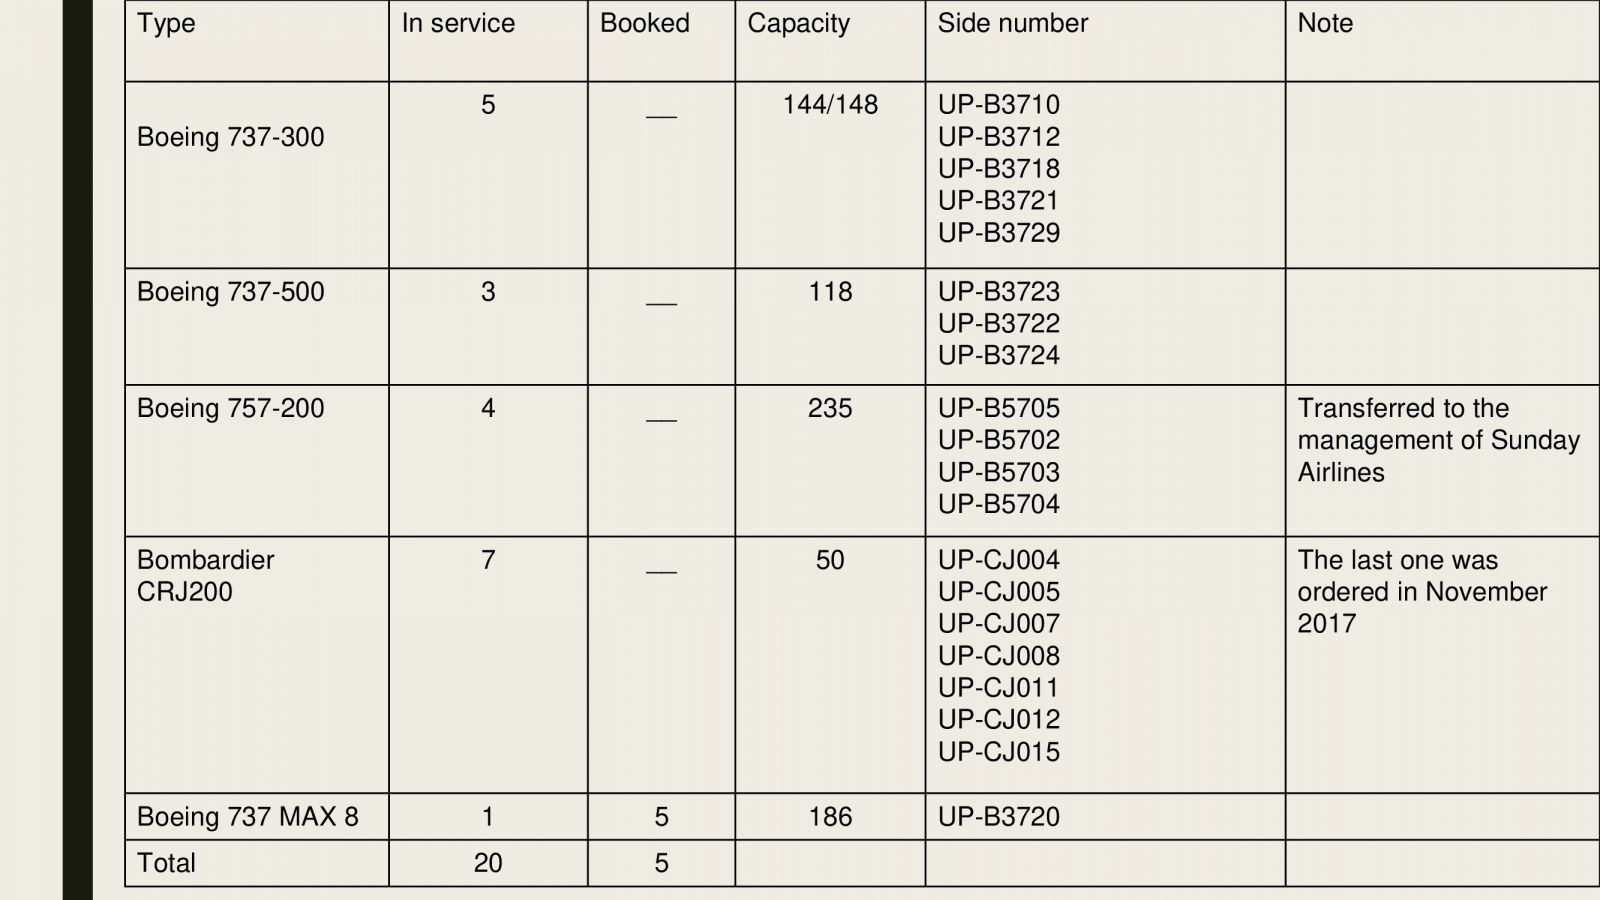 Type In service Booked Capacity Side number Note
Boeing 737-300 5 __ 144/148 UP-B3710
UP-B3712
UP-B3718
UP-B3721
UP-B3729
Boeing 737-500 3 __ 118 UP-B3723
UP-B3722
UP-B3724
Boeing 757-200 4 __ 235 UP-B5705 Transferred to the
UP-B5702 management of Sunday
UP-B5703 Airlines
UP-B5704
Bombardier 7 __ 50 UP-CJ004 The last one was
CRJ200 UP-CJ005 ordered in November
UP-CJ007 2017
UP-CJ008
UP-CJ011
UP-CJ012
UP-CJ015
Boeing 737 MAX 8 1 5 186 UP-B3720
Total 20 5